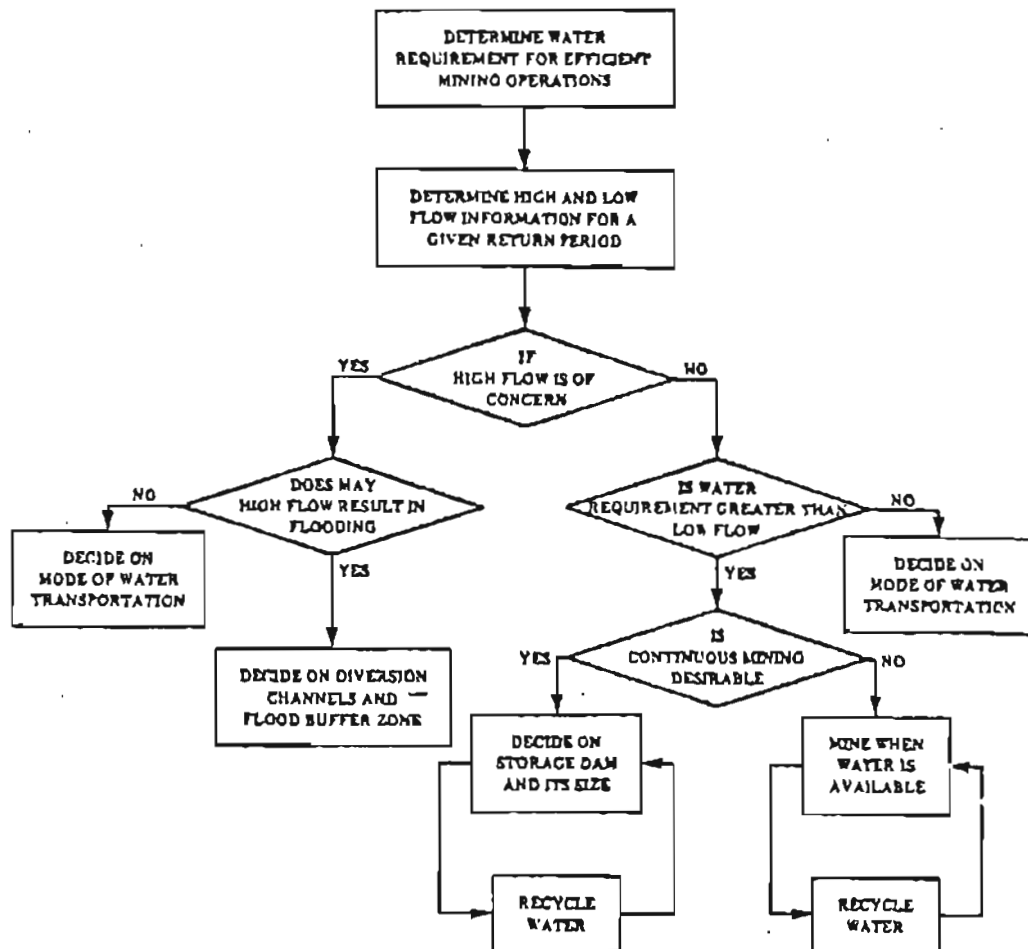 DETERMINE WATER
REQUIREMENT FOR EFFICIENT
MINING OPERATIONS
DETERMINE HIGH AND LOW
FLOW INFORMATION FOR A
GIVEN RETURN PERIOD
IF
HIGH FLOW IS OF
CONCERN
YES
NO
DOES MAY
HIGH FLOW RESULT IN
FLOODING
NO
YES
IS WATER
REQUIREMENT GREATER THAN
LOW FLOW
NO
YES
DECIDE ON
MODE OF WATER
TRANSPORTATION
DECIDE ON
MODE OF WATER
TRANSPORTATION
DECIDE ON DIVERSION
CHANNELS AND
FLOOD BUFFER ZONE
IS
CONTINUOUS MINING
DESIRABLE
YES
NO
DECIDE ON
STORAGE DAM
AND ITS SIZE
MINE WHEN
WATER IS
AVAILABLE
RECYCLE
WATER
RECYCLE
WATER